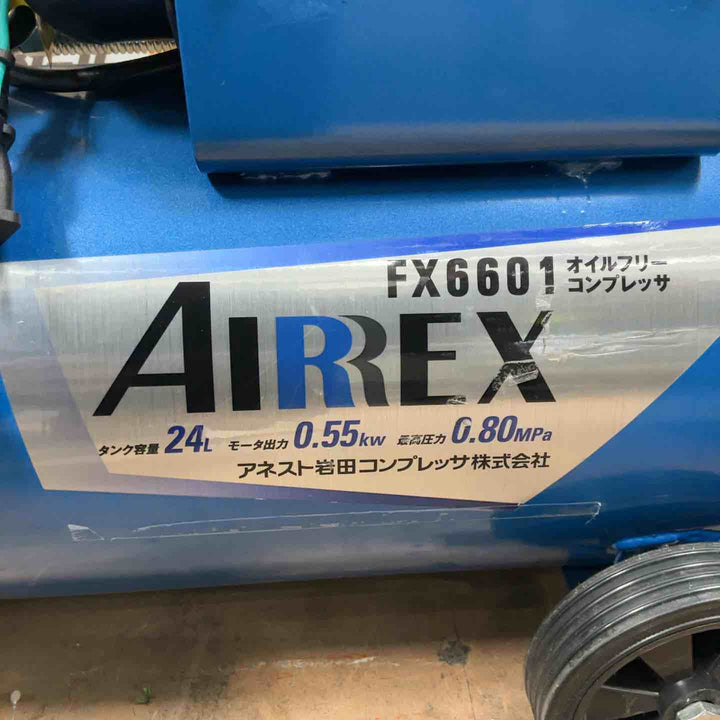 FX6601 オイルフリー
コンプレッサ
AIRREX
タンク容量 24L モータ出力 0.55kw 最高圧力 0.80MPa
アネスト岩田コンプレッサ株式会社